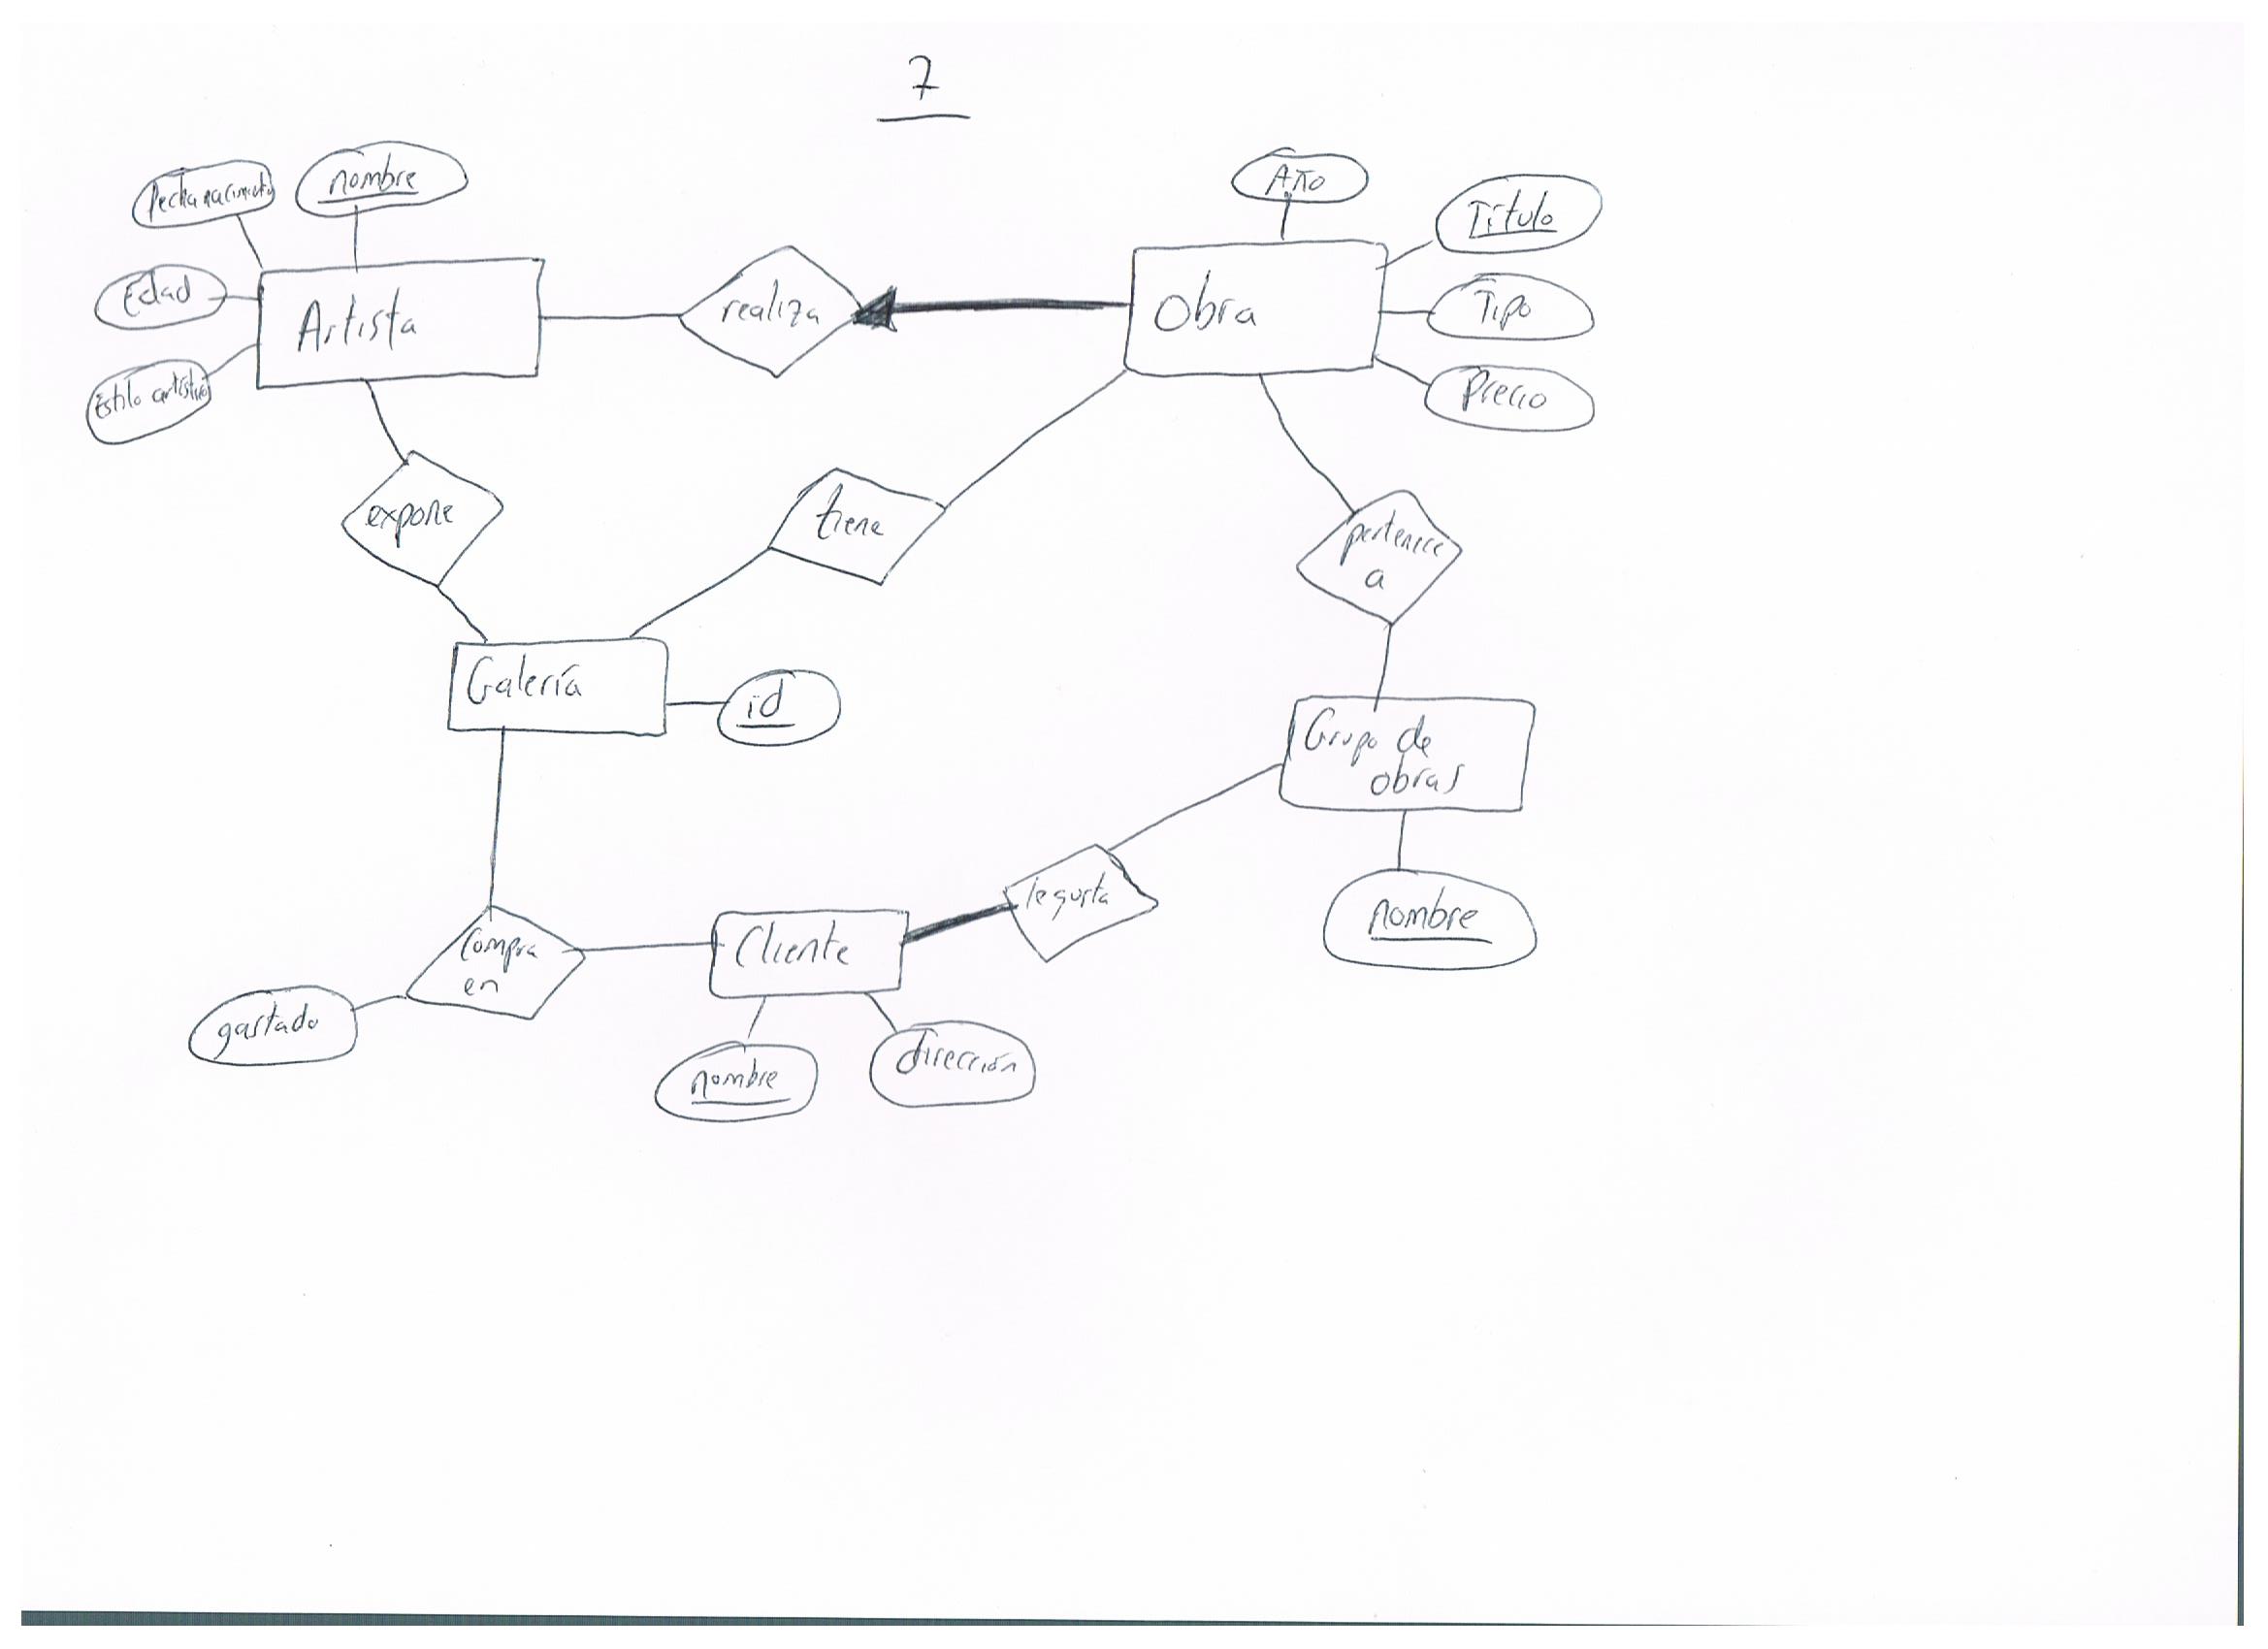 7
Fecha nacimiento
nombre
Edad
Estilo artístico
Artista
realiza
Obra
Año
Título
Tipo
Precio
expone
tiene
pertenece
a
Galería
id
Grupo de
obras
nombre
le gusta
Compra
en
gastado
Cliente
nombre
dirección